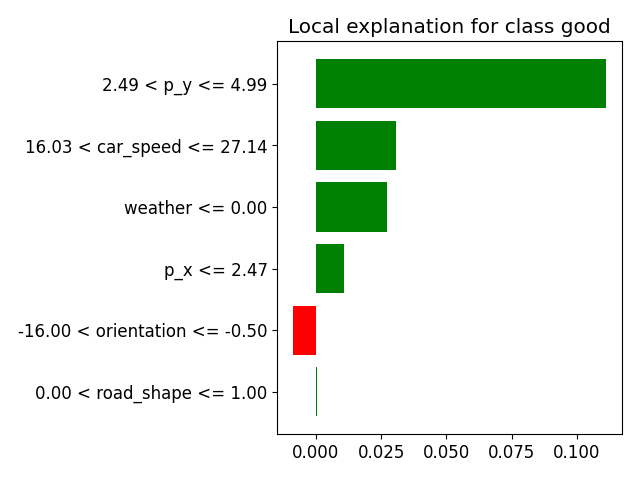 Local explanation for class good
2.49 < p_y <= 4.99
16.03 < car_speed <= 27.14
weather <= 0.00
p_x <= 2.47
-16.00 < orientation <= -0.50
0.00 < road_shape <= 1.00
0.000 0.025 0.050 0.075 0.100